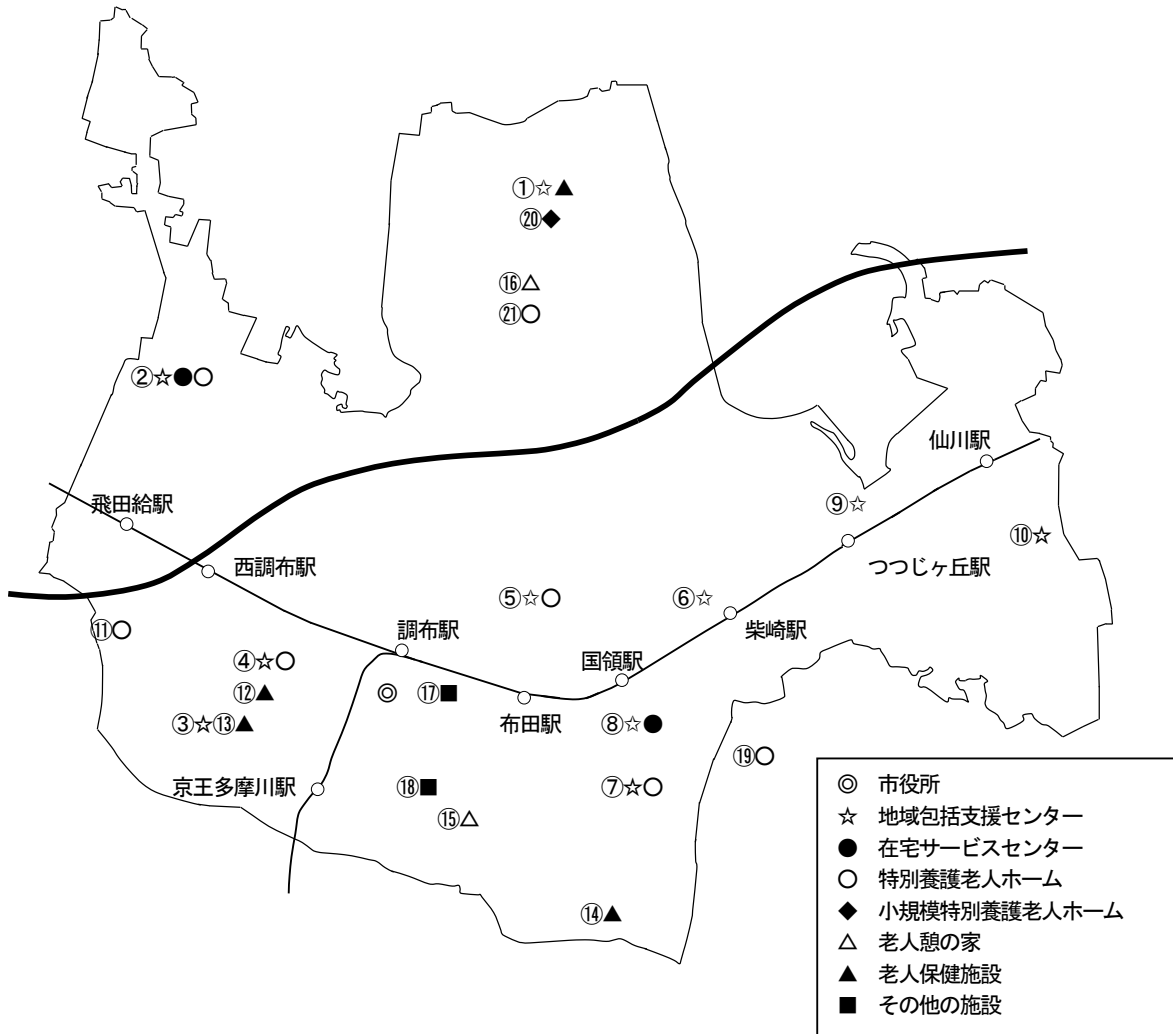 ①☆▲
⑳◆
⑯△
㉑○
②☆●○
仙川駅
飛田給駅
⑨☆
⑩☆
つつじヶ丘駅
西調布駅
⑤☆○
⑥☆
柴崎駅
⑪○
調布駅
国領駅
④☆○
⑫▲
◎
⑰■
布田駅
③☆⑬▲
⑧☆●
⑲○
京王多摩川駅
⑱■
⑦☆○
⑮△
⑭▲
◎ 市役所
☆ 地域包括支援センター
● 在宅サービスセンター
○ 特別養護老人ホーム
◆ 小規模特別養護老人ホーム
△ 老人憩の家
▲ 老人保健施設
■ その他の施設